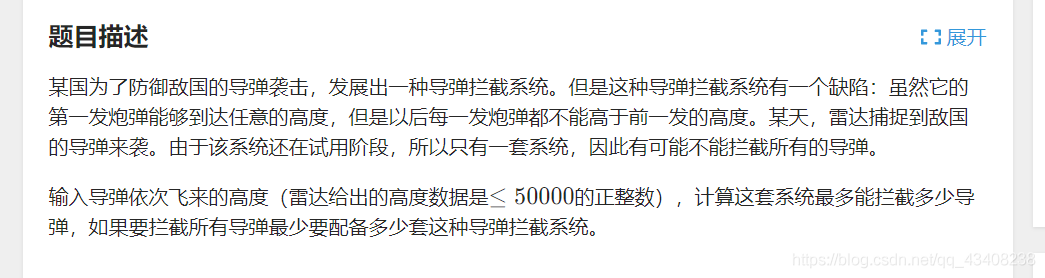 题目描述
展开
某国为了防御敌国的导弹袭击，发展出一种导弹拦截系统。但是这种导弹拦截系统有一个缺陷：虽然它的
第一发炮弹能够到达任意的高度，但是以后每一发炮弹都不能高于前一发的高度。某天，雷达捕捉到敌国
的导弹来袭。由于该系统还在试用阶段，所以只有一套系统，因此有可能不能拦截所有的导弹。
输入导弹依次飞来的高度（雷达给出的高度数据是≤ 50000的正整数），计算这套系统最多能拦截多少导
弹，如果要拦截所有导弹最少要配备多少套这种导弹拦截系统。
https://blog.csdn.net/qq_43408238